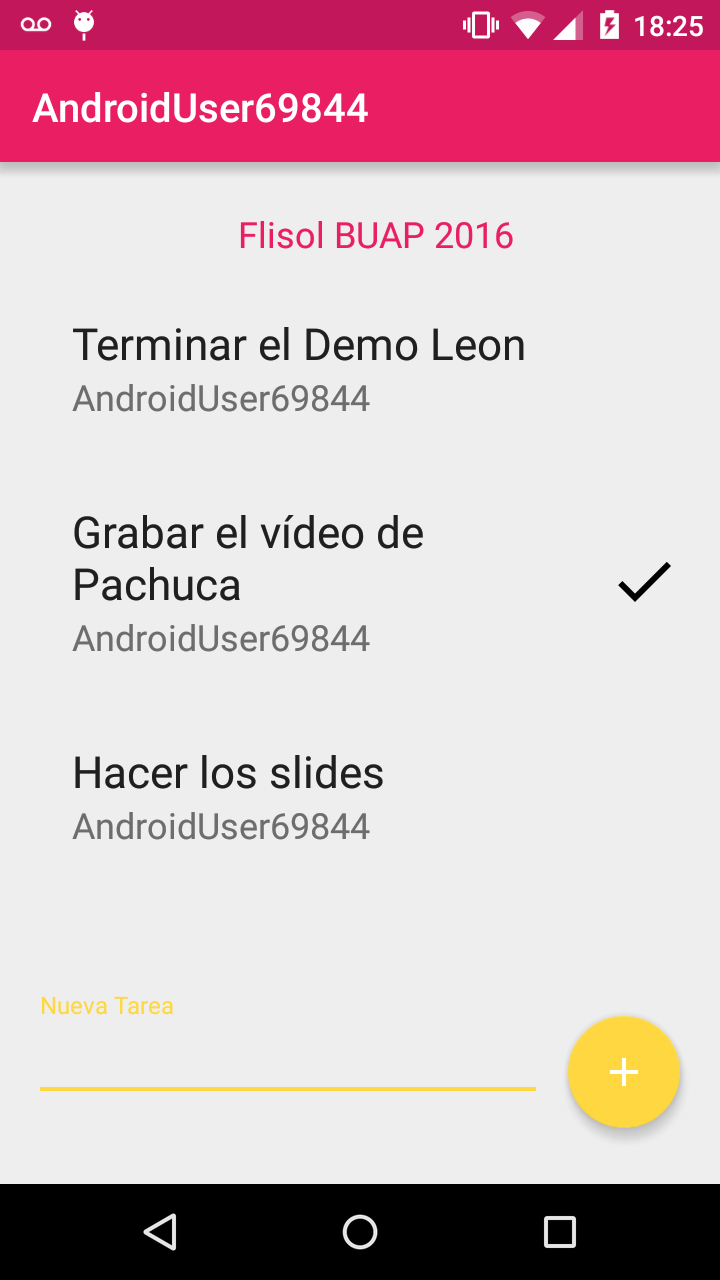 18:25
AndroidUser69844
Flisol BUAP 2016
Terminar el Demo Leon
AndroidUser69844
Grabar el vídeo de
Pachuca
AndroidUser69844
Hacer los slides
AndroidUser69844
Nueva Tarea